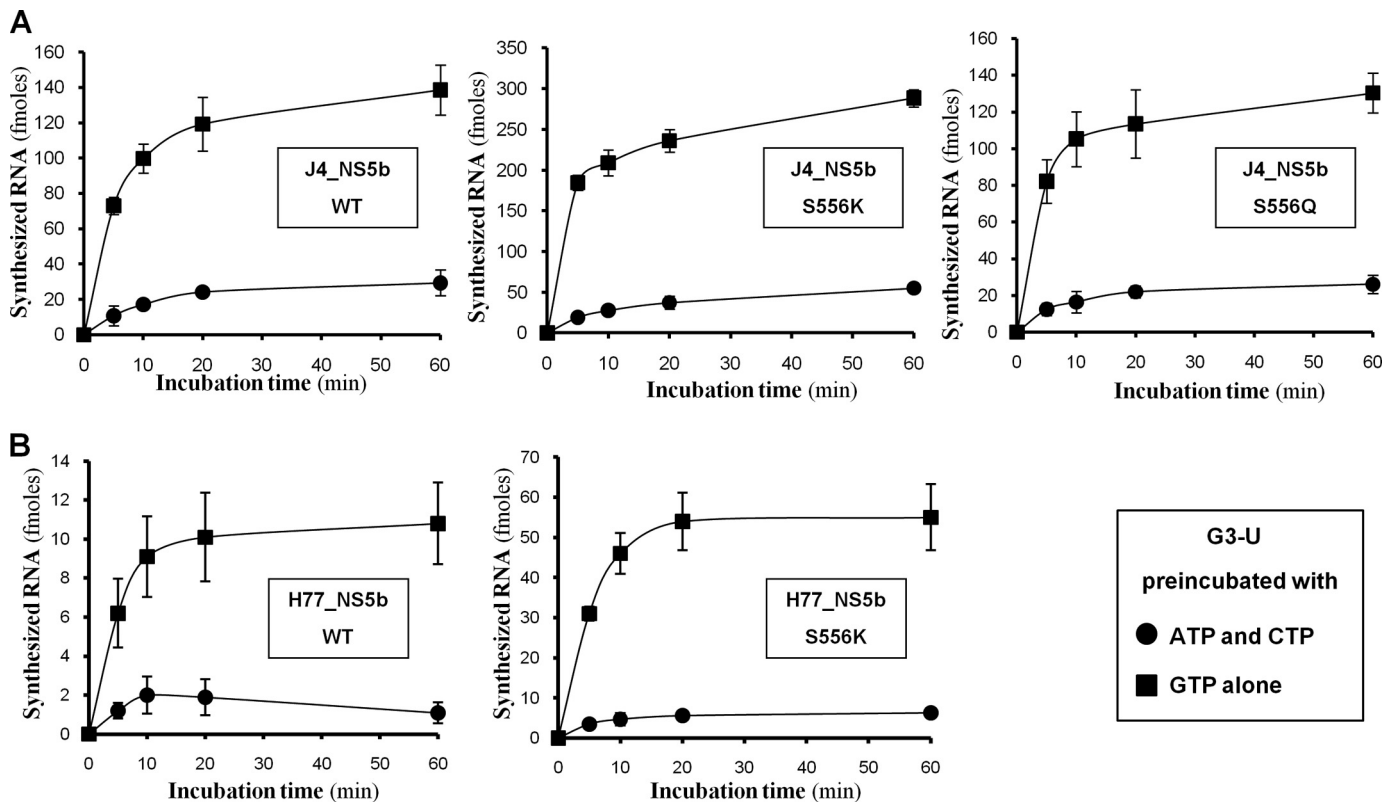 A
Synthesized RNA (fmoles)
160
140
120
100
80
60
40
20
0
J4_NS5b
WT
0 10 20 30 40 50 60
Incubation time (min)
Synthesized RNA (fmoles)
350
300
250
200
150
100
50
0
J4_NS5b
S556K
0 10 20 30 40 50 60
Incubation time (min)
Synthesized RNA (fmoles)
140
120
100
80
60
40
20
0
J4_NS5b
S556Q
0 10 20 30 40 50 60
Incubation time (min)
B
Synthesized RNA (fmoles)
14
12
10
8
6
4
2
0
H77_NS5b
WT
0 10 20 30 40 50 60
Incubation time (min)
Synthesized RNA (fmoles)
70
60
50
40
30
20
10
0
H77_NS5b
S556K
0 10 20 30 40 50 60
Incubation time (min)
G3-U
preincubated with
ATP and CTP
GTP alone